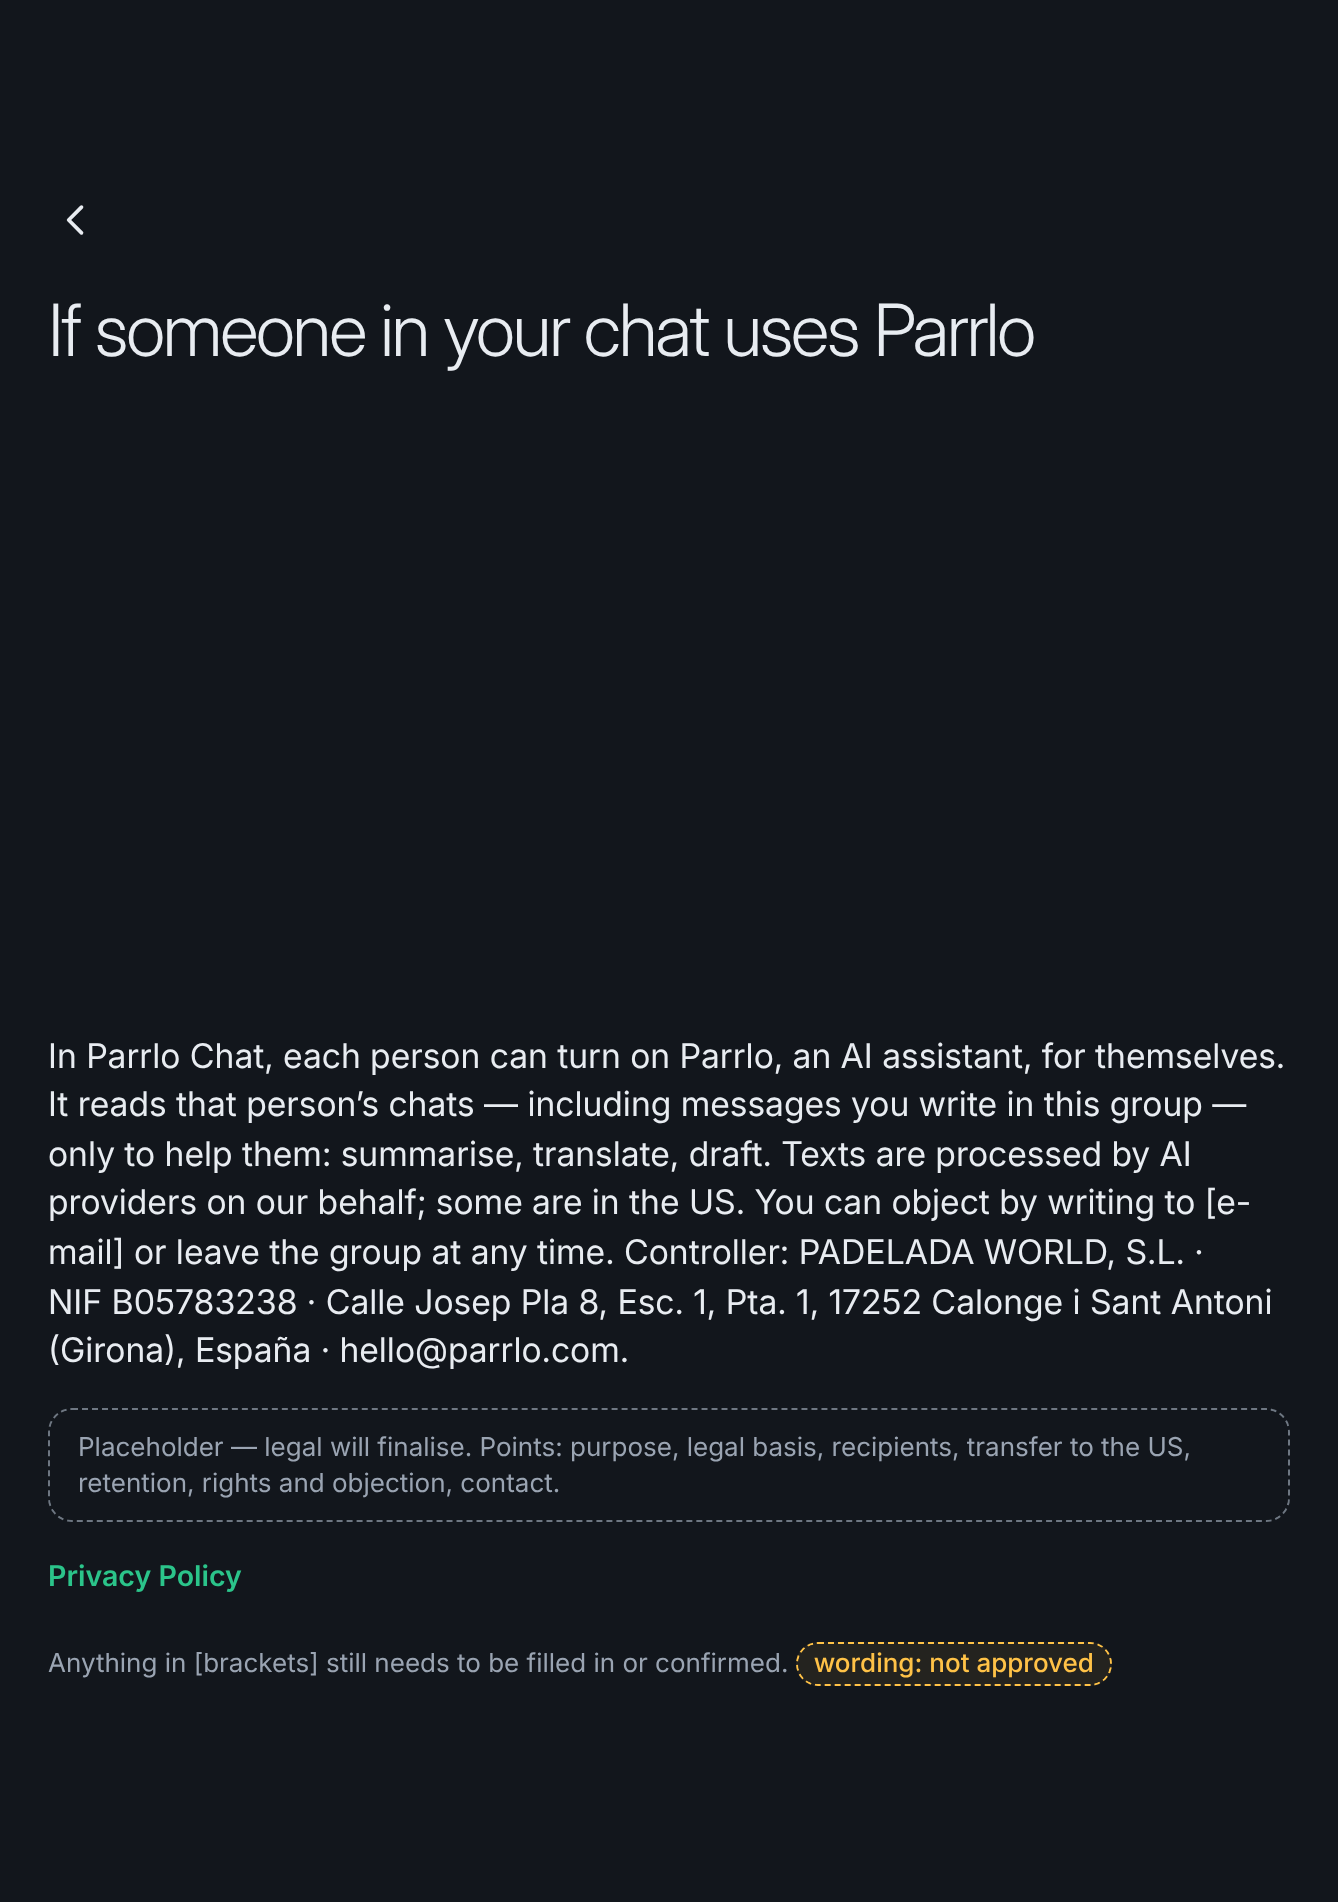 If someone in your chat uses Parrlo
In Parrlo Chat, each person can turn on Parrlo, an AI assistant, for themselves.
It reads that person’s chats — including messages you write in this group —
only to help them: summarise, translate, draft. Texts are processed by AI
providers on our behalf; some are in the US. You can object by writing to [e-
mail] or leave the group at any time. Controller: PADELADA WORLD, S.L. ·
NIF B05783238 · Calle Josep Pla 8, Esc. 1, Pta. 1, 17252 Calonge i Sant Antoni
(Girona), España · hello@parrlo.com.
Placeholder — legal will finalise. Points: purpose, legal basis, recipients, transfer to the US,
retention, rights and objection, contact.
Privacy Policy
Anything in [brackets] still needs to be filled in or confirmed. wording: not approved